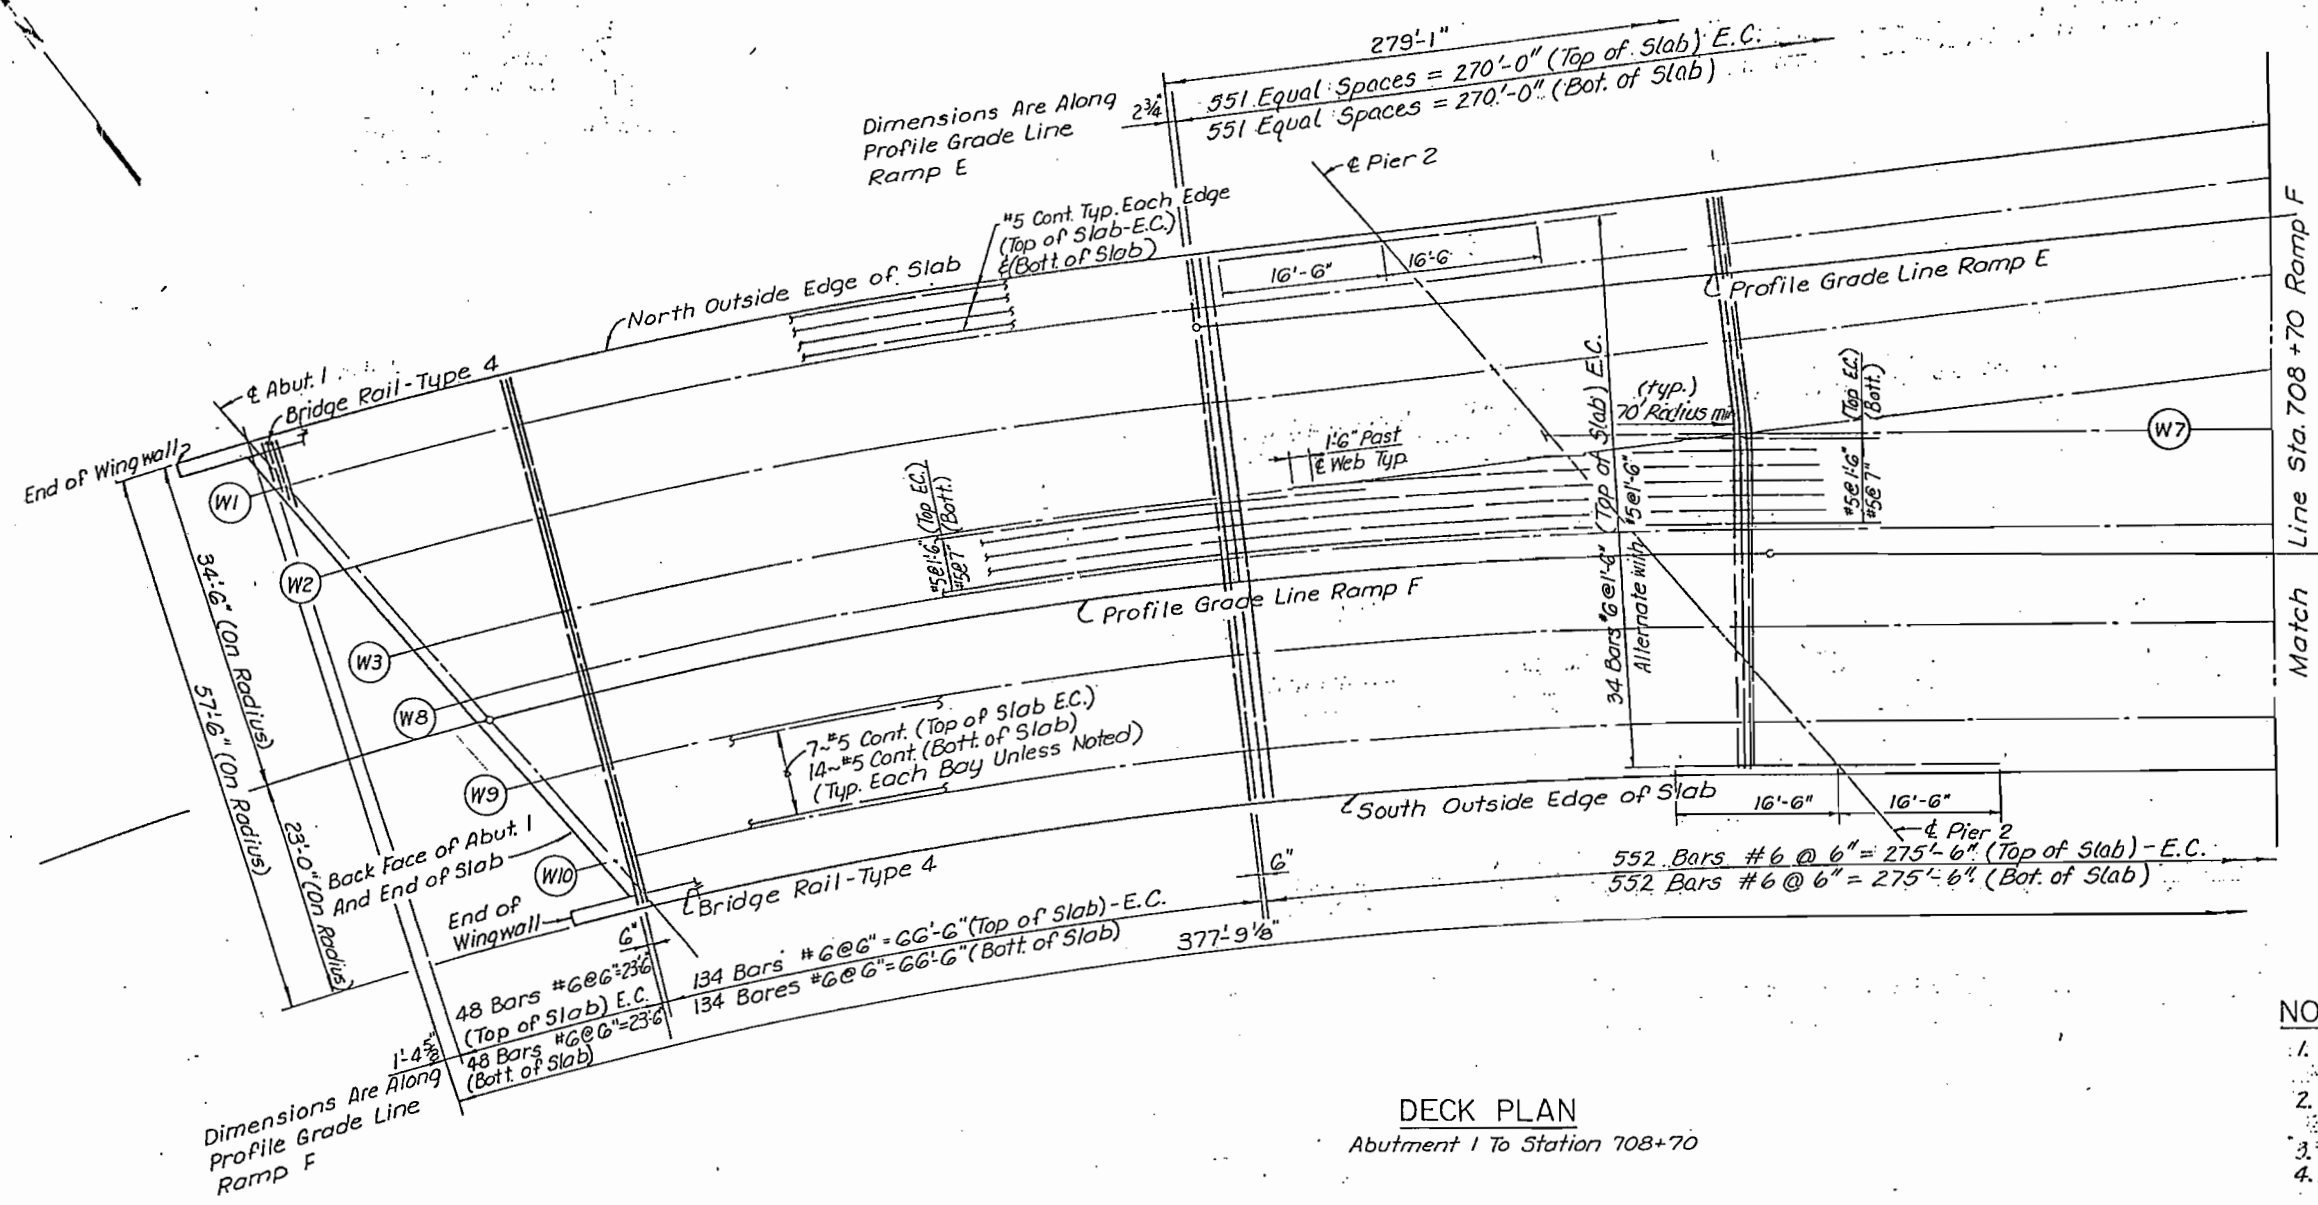 279'-1"
551 Equal Spaces = 270'-0" (Top of Slab) E.C.
551 Equal Spaces = 270'-0" (Bot. of Slab)
2¾"
Dimensions Are Along
Profile Grade Line
Ramp E
℄ Pier 2
#5 Cont. Typ. Each Edge
(Top of Slab-E.C.)
&(Bott. of Slab)
North Outside Edge of Slab
16'-6"
16'-6
Profile Grade Line Ramp E
Match Line Sta. 708+70 Ramp F
℄ Abut. 1
Bridge Rail-Type 4
End of Wingwall
W1
W2
W3
W8
W9
W10
W7
34'-6" (On Radius)
57'-6" (On Radius)
23'-0" (On Radius)
(typ.)
70' Radius min
1'-6" Past
℄ Web Typ.
#5@1'-6" (Top E.C.)
#5@7" (Bott.)
#5@1'-6" (Top E.C.)
#5@7" (Bott.)
34 Bars #6@1'-6" (Top of Slab) E.C.
Alternate with #5@1'-6"
Profile Grade Line Ramp F
7~#5 Cont. (Top of Slab E.C.)
14~#5 Cont. (Bott. of Slab)
(Typ. Each Bay Unless Noted)
South Outside Edge of Slab
16'-6"
16'-6"
℄ Pier 2
552 Bars #6 @ 6" = 275'-6" (Top of Slab) - E.C.
552 Bars #6 @ 6" = 275'-6" (Bot. of Slab)
Back Face of Abut. 1
And End of Slab
End of
Wingwall
Bridge Rail-Type 4
6"
6"
134 Bars #6@6" = 66'-6" (Top of Slab)-E.C.
134 Bores #6@6" = 66'-6" (Bott. of Slab)
377'-9⅛"
48 Bars #6@6"=23'6"
(Top of Slab) E.C.
48 Bars #6@6"=23'6"
(Bott. of Slab)
1'-4⅝"
Dimensions Are Along
Profile Grade Line
Ramp F
DECK PLAN
Abutment 1 To Station 708+70
NO
1.
2.
3.
4.